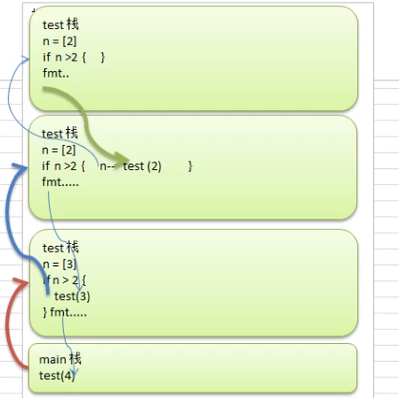 test 栈
n = [2]
if n >2 { }
fmt..
test 栈
n = [2]
if n >2 { n-- test (2) }
fmt.....
test 栈
n = [3]
if n > 2 {
test(3)
} fmt.....
main 栈
test(4)